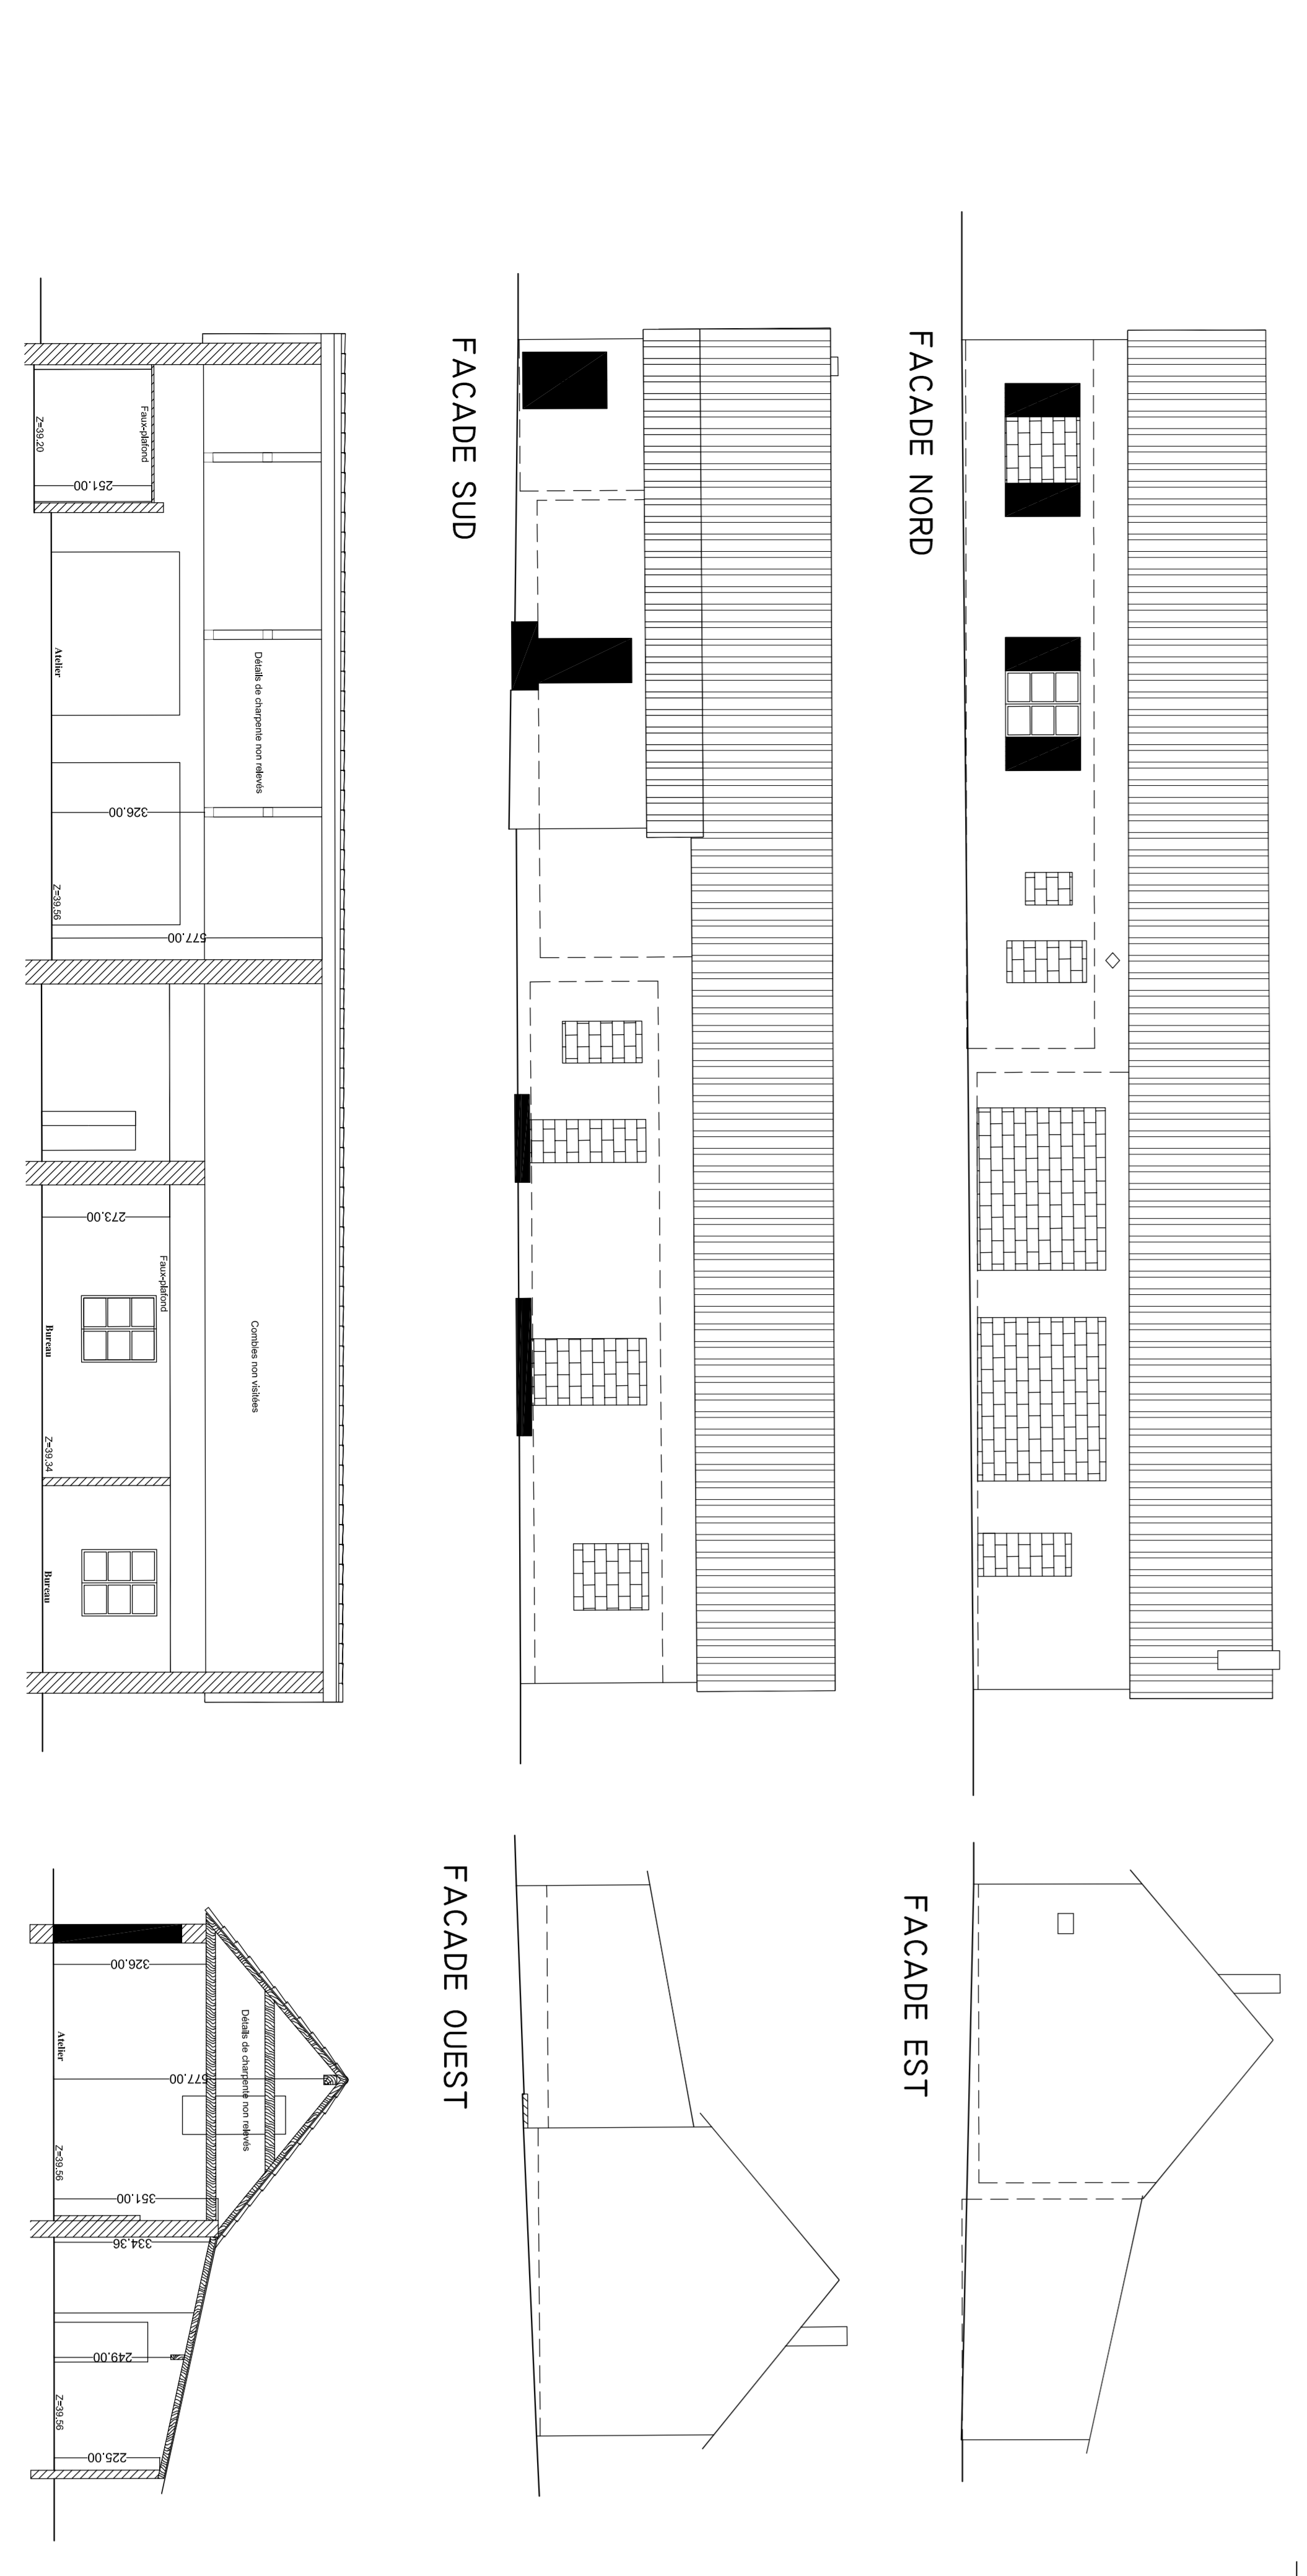 FACADE NORD
FACADE EST
FACADE SUD
FACADE OUEST
Faux-plafond
251.00
Z=39.20
Détails de charpente non relevés
Atelier
326.00
Z=39.56
577.00
Combles non visitées
273.00
Faux-plafond
Bureau
Z=39.34
Bureau
326.00
Détails de charpente non relevés
Atelier
577.00
Z=39.56
351.00
334.36
249.00
Z=39.56
225.00